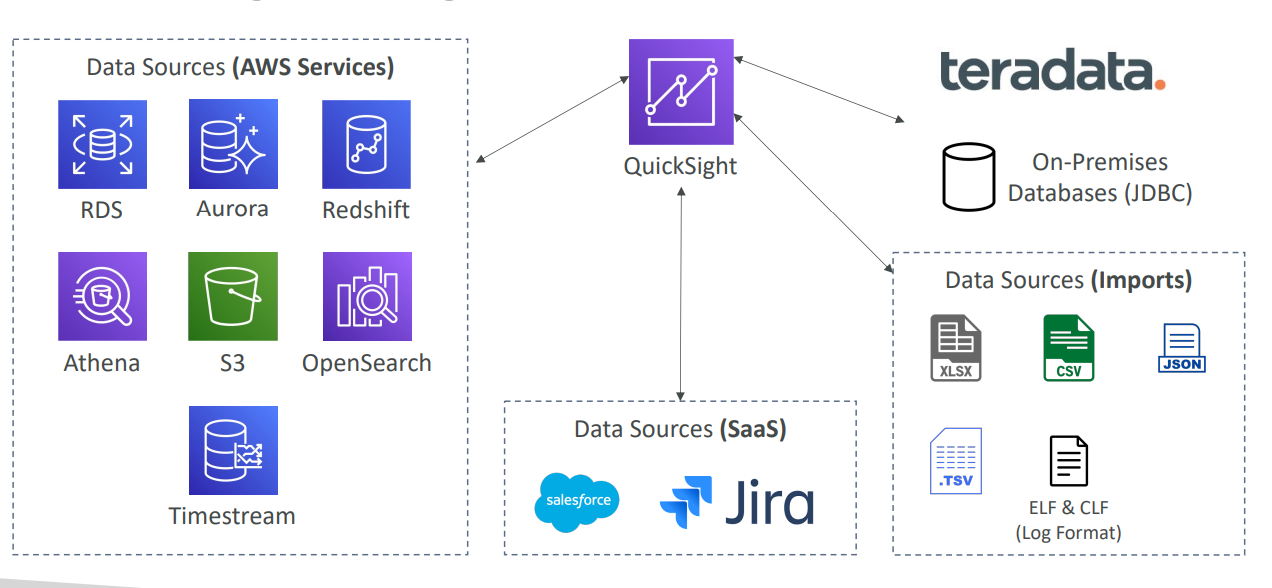 Data Sources (AWS Services)
RDS
Aurora
Redshift
Athena
S3
OpenSearch
Timestream
QuickSight
Data Sources (SaaS)
salesforce
Jira
teradata.
On-Premises
Databases (JDBC)
Data Sources (Imports)
XLSX
CSV
JSON
.TSV
ELF & CLF
(Log Format)